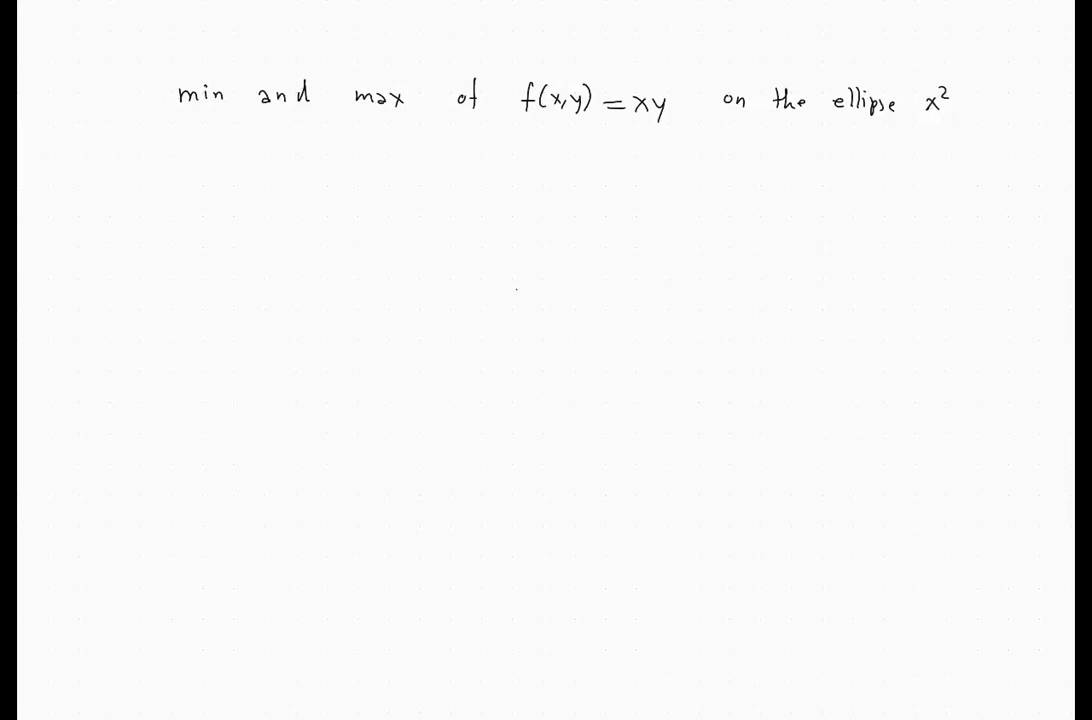 min and max of f(x,y) = xy on the ellipse x²